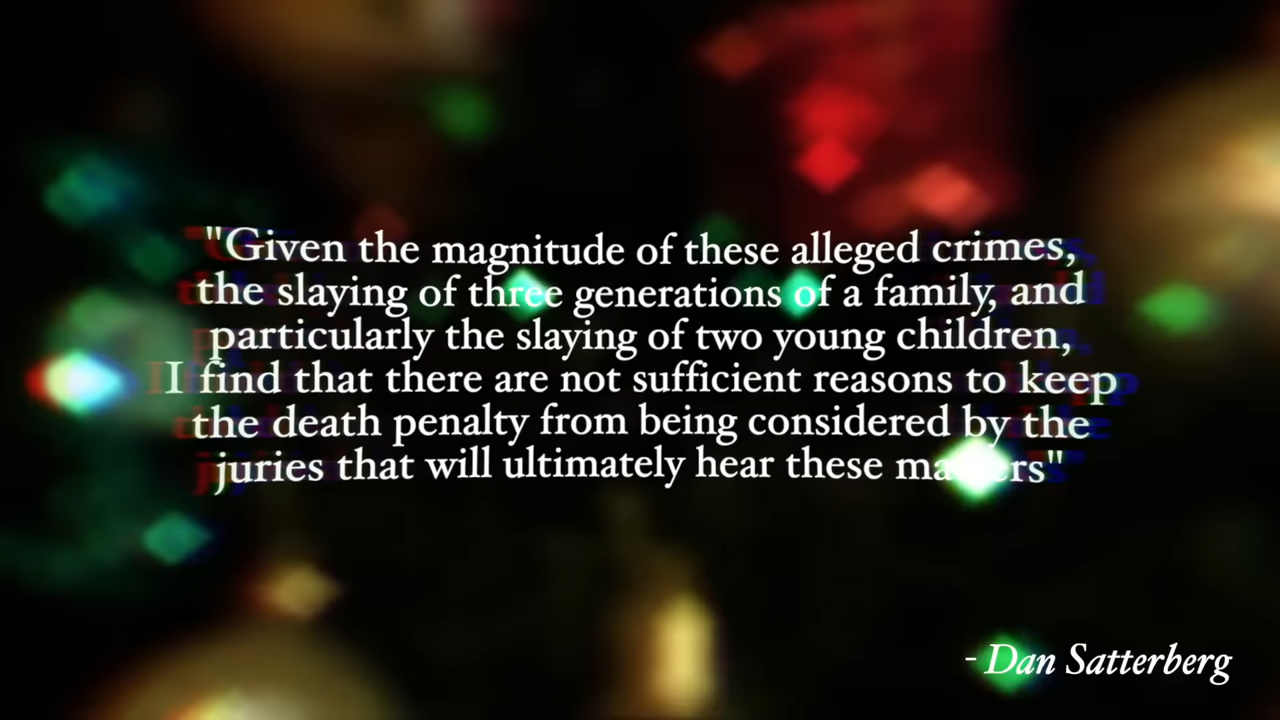 "Given the magnitude of these alleged crimes,
the slaying of three generations of a family, and
particularly the slaying of two young children,
I find that there are not sufficient reasons to keep
the death penalty from being considered by the
juries that will ultimately hear these matters"
- Dan Satterberg